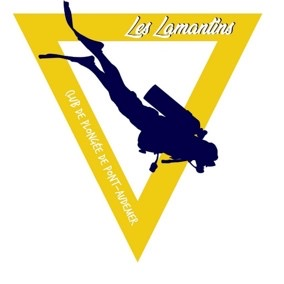 Les Lamantins
CLUB DE PLONGÉE DE PONT-AUDEMER